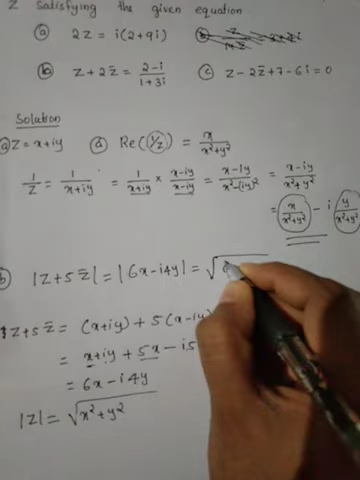 Z satisfying the given equation
(a) 2Z = i(2+9i)
(b) Z + 2z̄ = (2-i)/(1+3i) (c) Z - 2z̄ + 7 - 6i = 0
Solution
(a) Z = x+iy (a) Re(1/z) = x/(x²+y²)
1/Z = 1/(x+iy) = 1/(x+iy) × (x-iy)/(x-iy) = (x-iy)/(x²-(iy)²) = (x-iy)/(x²+y²)
= x/(x²+y²) - i y/(x²+y²)
(b) |Z+5z̄| = |6x-i4y| = √
Z+5z̄ = (x+iy) + 5(x-iy)
= x+iy + 5x - i5
= 6x - i4y
|Z| = √(x²+y²)